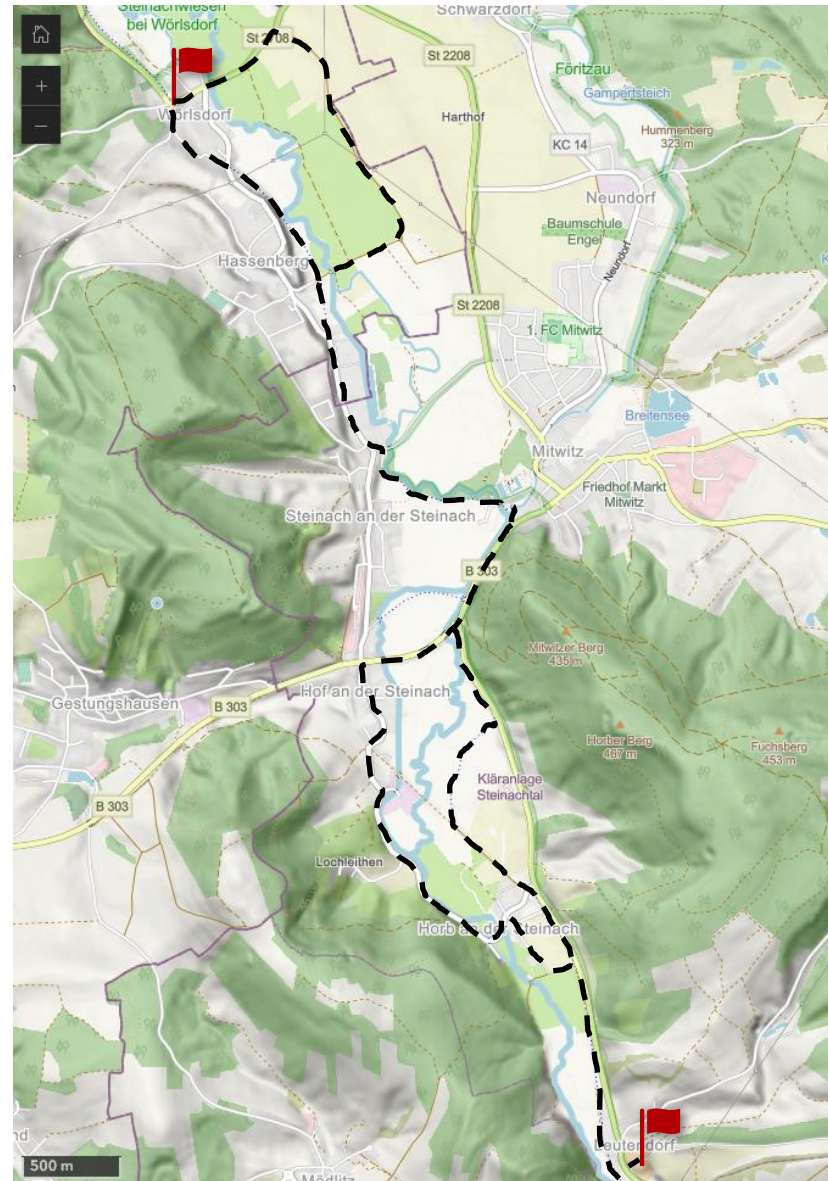 Steinachwiesen
bei Wörlsdorf
Schwarzdorf
St 2708
St 2208
Föritzau
Gampertsteich
+
−
Wörlsdorf
Harthof
Hummenberg
323 m
KC 14
Neundorf
Baumschule
Engel
Neundorf
Hassenberg
St 2208
1. FC Mitwitz
Breitensee
Mitwitz
Friedhof Markt
Mitwitz
Steinach an der Steinach
B 303
Mitwitzer Berg
435 m
Hof an der Steinach
Gestungshausen
B 303
Horber Berg
467 m
Fuchsberg
453 m
Kläranlage
Steinachtal
B 303
Lochleithen
Horb an der Steinach
Leutendorf
500 m
Mödlitz